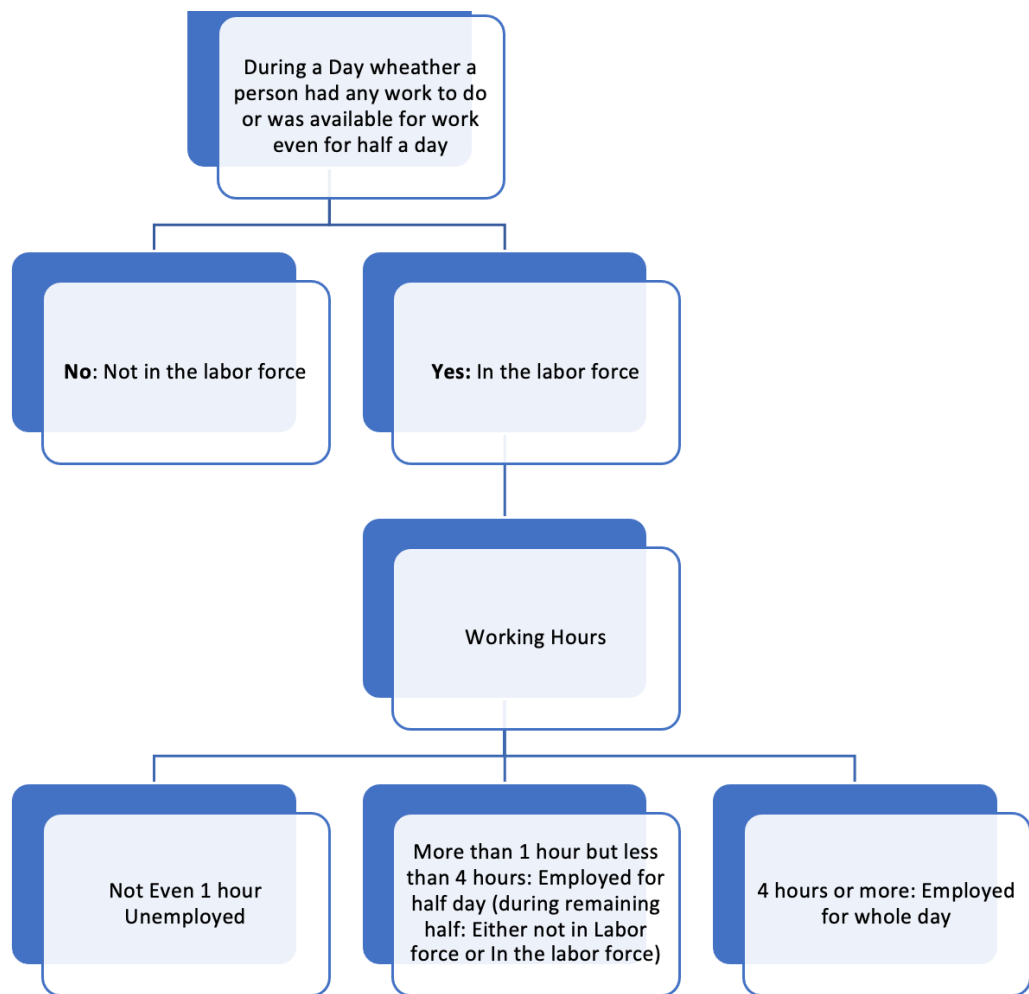 During a Day wheather a
person had any work to do
or was available for work
even for half a day
No: Not in the labor force
Yes: In the labor force
Working Hours
Not Even 1 hour
Unemployed
More than 1 hour but less
than 4 hours: Employed for
half day (during remaining
half: Either not in Labor
force or In the labor force)
4 hours or more: Employed
for whole day